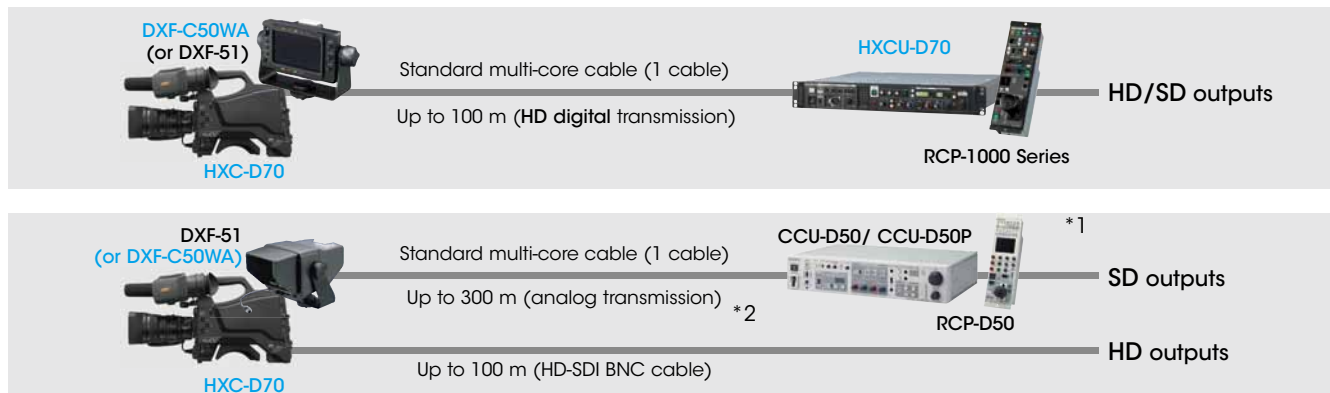 DXF-C50WA
(or DXF-51)
HXC-D70
Standard multi-core cable (1 cable)
Up to 100 m (HD digital transmission)
HXCU-D70
RCP-1000 Series
HD/SD outputs
DXF-51
(or DXF-C50WA)
HXC-D70
Standard multi-core cable (1 cable)
Up to 300 m (analog transmission) *2
CCU-D50/ CCU-D50P
RCP-D50
*1
SD outputs
Up to 100 m (HD-SDI BNC cable)
HD outputs